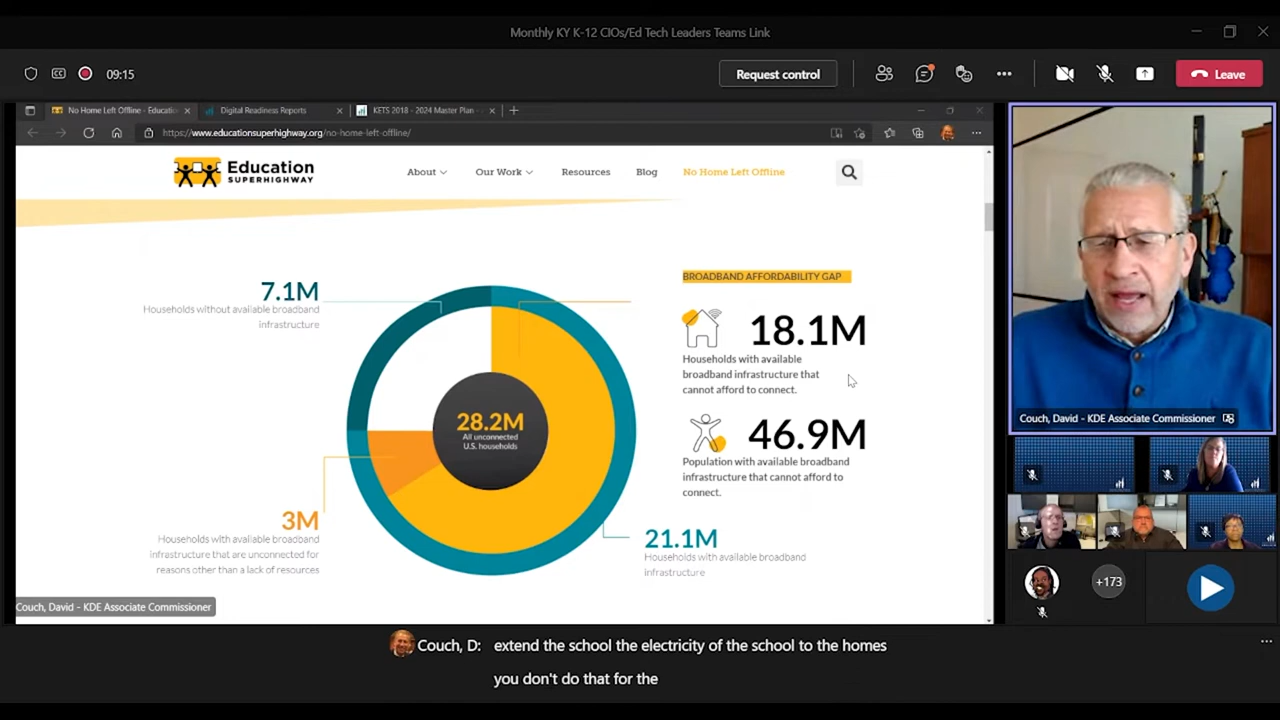 Monthly KY K-12 CIOs/Ed Tech Leaders Teams Link
CC
09:15
Request control
Leave
No Home Left Offline - Educatio
Digital Readiness Reports
KETS 2018 - 2024 Master Plan -
https://www.educationsuperhighway.org/no-home-left-offline/
Education
SUPERHIGHWAY
About
Our Work
Resources
Blog
No Home Left Offline
7.1M
Households without available broadband
infrastructure
28.2M
All unconnected
U.S. households
3M
Households with available broadband
infrastructure that are unconnected for
reasons other than a lack of resources
BROADBAND AFFORDABILITY GAP
18.1M
Households with available
broadband infrastructure that
cannot afford to connect.
46.9M
Population with available broadband
infrastructure that cannot afford to
connect.
21.1M
Households with available broadband
infrastructure
Couch, David - KDE Associate Commissioner
Couch, David - KDE Associate Commissioner
+173
Couch, D: extend the school the electricity of the school to the homes
you don't do that for the